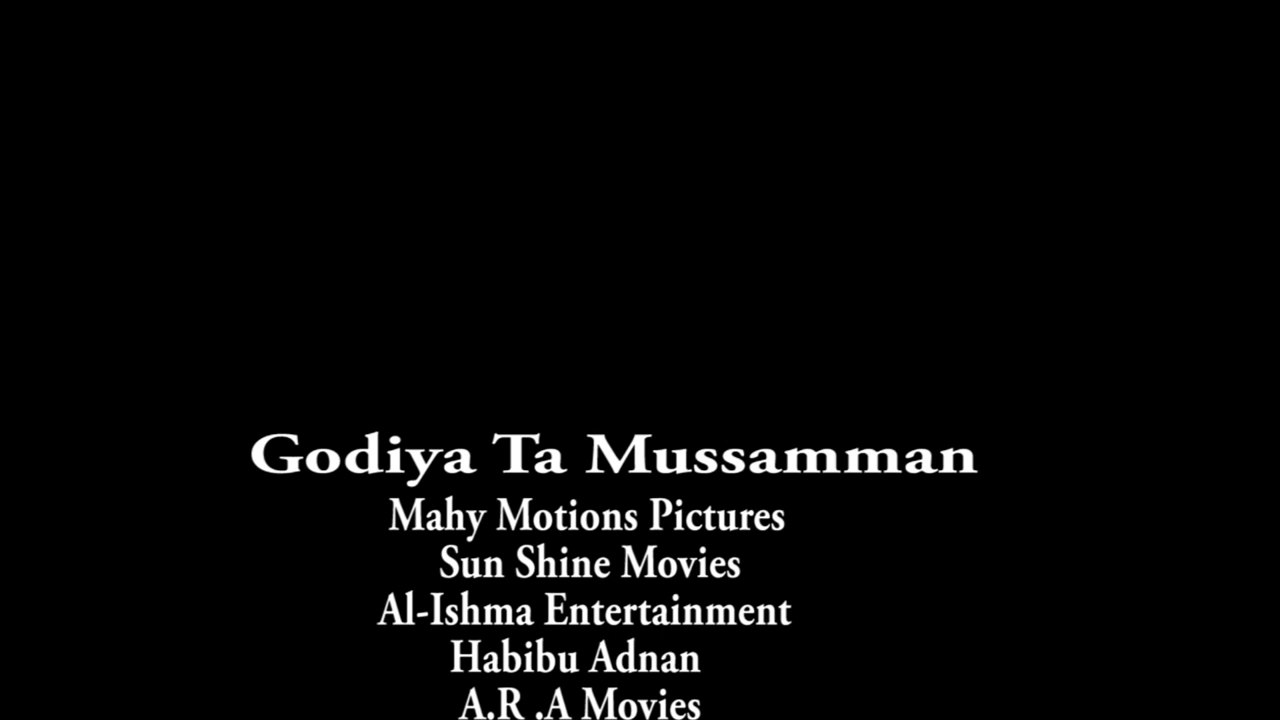 Godiya Ta Mussamman
Mahy Motions Pictures
Sun Shine Movies
Al-Ishma Entertainment
Habibu Adnan
A.R .A Movies